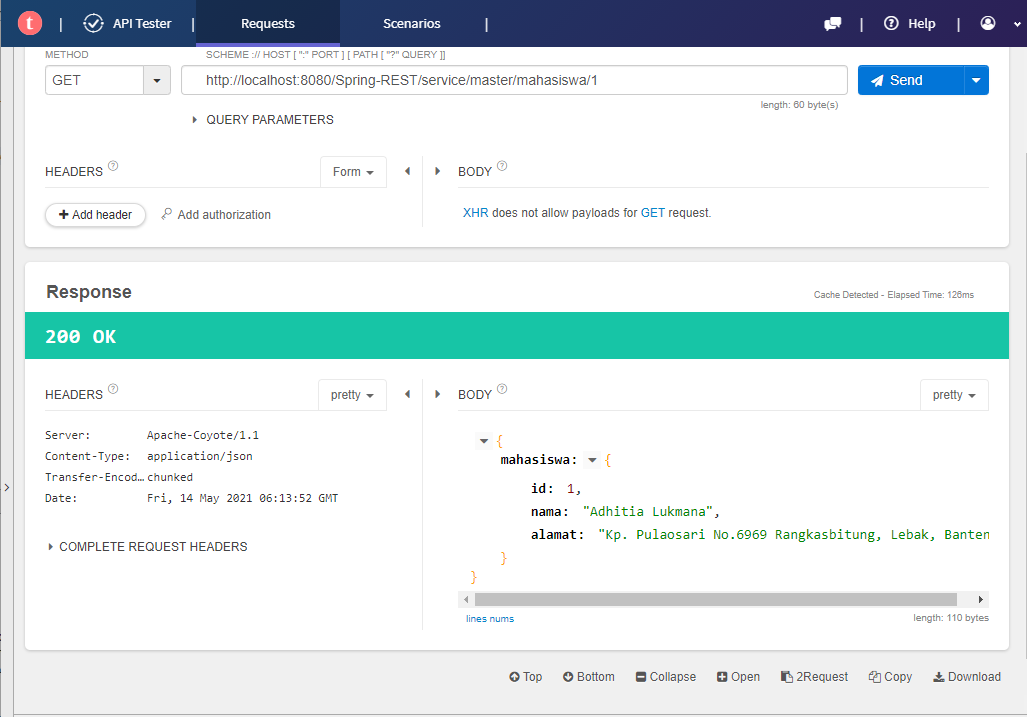 t | API Tester | Requests Scenarios | | Help |
METHOD SCHEME :// HOST [ ":" PORT ] [ PATH [ "?" QUERY ]]
GET http://localhost:8080/Spring-REST/service/master/mahasiswa/1 Send
length: 60 byte(s)
QUERY PARAMETERS
HEADERS ? Form BODY ?
Add header Add authorization XHR does not allow payloads for GET request.
Response
Cache Detected - Elapsed Time: 126ms
200 OK
HEADERS ? pretty BODY ? pretty
Server: Apache-Coyote/1.1
Content-Type: application/json
Transfer-Encod… chunked
Date: Fri, 14 May 2021 06:13:52 GMT
COMPLETE REQUEST HEADERS
{
mahasiswa: {
id: 1,
nama: "Adhitia Lukmana",
alamat: "Kp. Pulaosari No.6969 Rangkasbitung, Lebak, Banten
}
}
lines nums length: 110 bytes
Top Bottom Collapse Open 2Request Copy Download